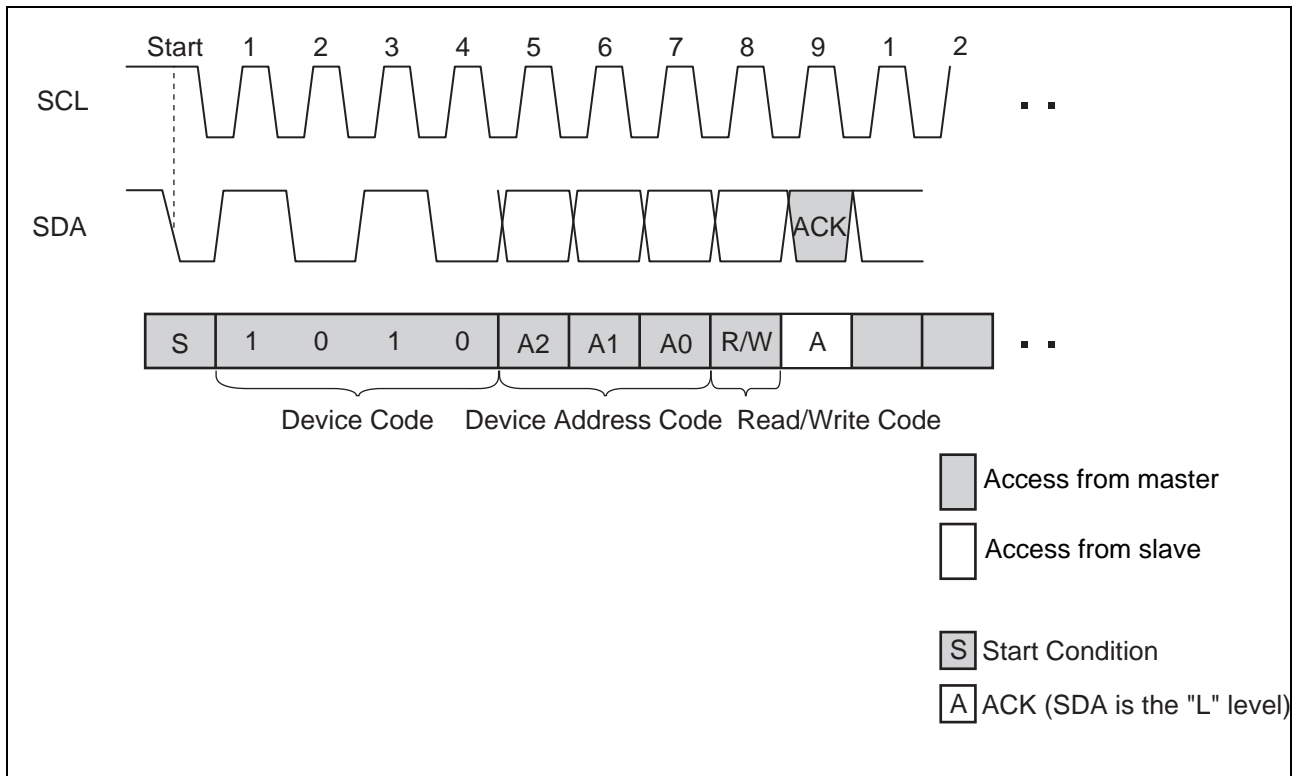 Start 1 2 3 4 5 6 7 8 9 1 2
SCL
SDA
ACK
S 1 0 1 0 A2 A1 A0 R/W A
Device Code Device Address Code Read/Write Code
Access from master
Access from slave
S Start Condition
A ACK (SDA is the "L" level)